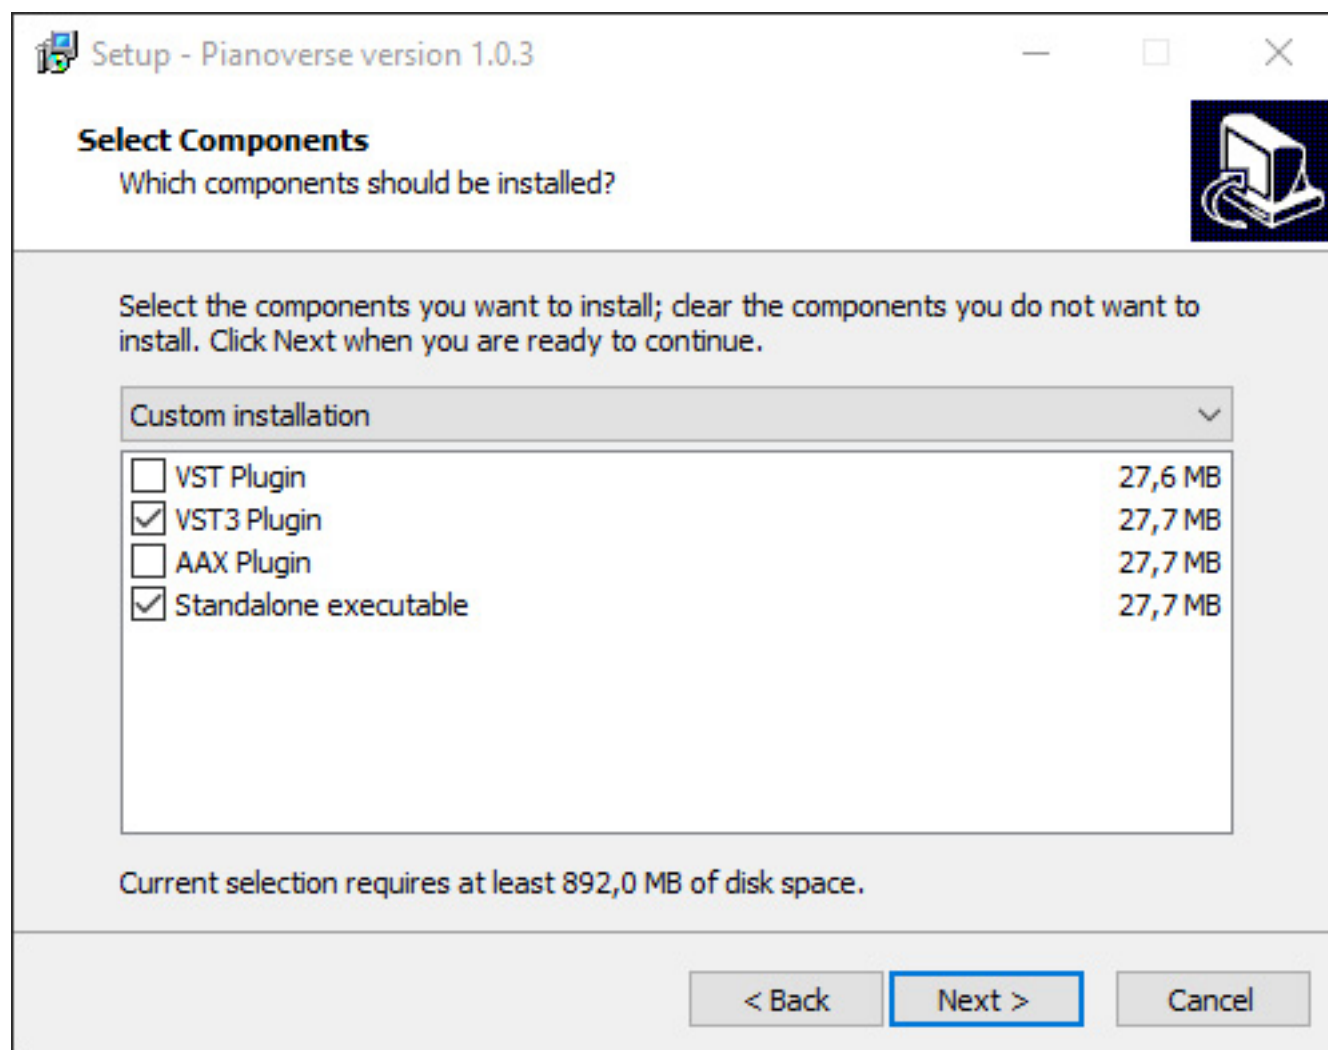 Setup - Pianoverse version 1.0.3
Select Components
Which components should be installed?
Select the components you want to install; clear the components you do not want to
install. Click Next when you are ready to continue.
Custom installation
VST Plugin 27,6 MB
VST3 Plugin 27,7 MB
AAX Plugin 27,7 MB
Standalone executable 27,7 MB
Current selection requires at least 892,0 MB of disk space.
< Back Next > Cancel